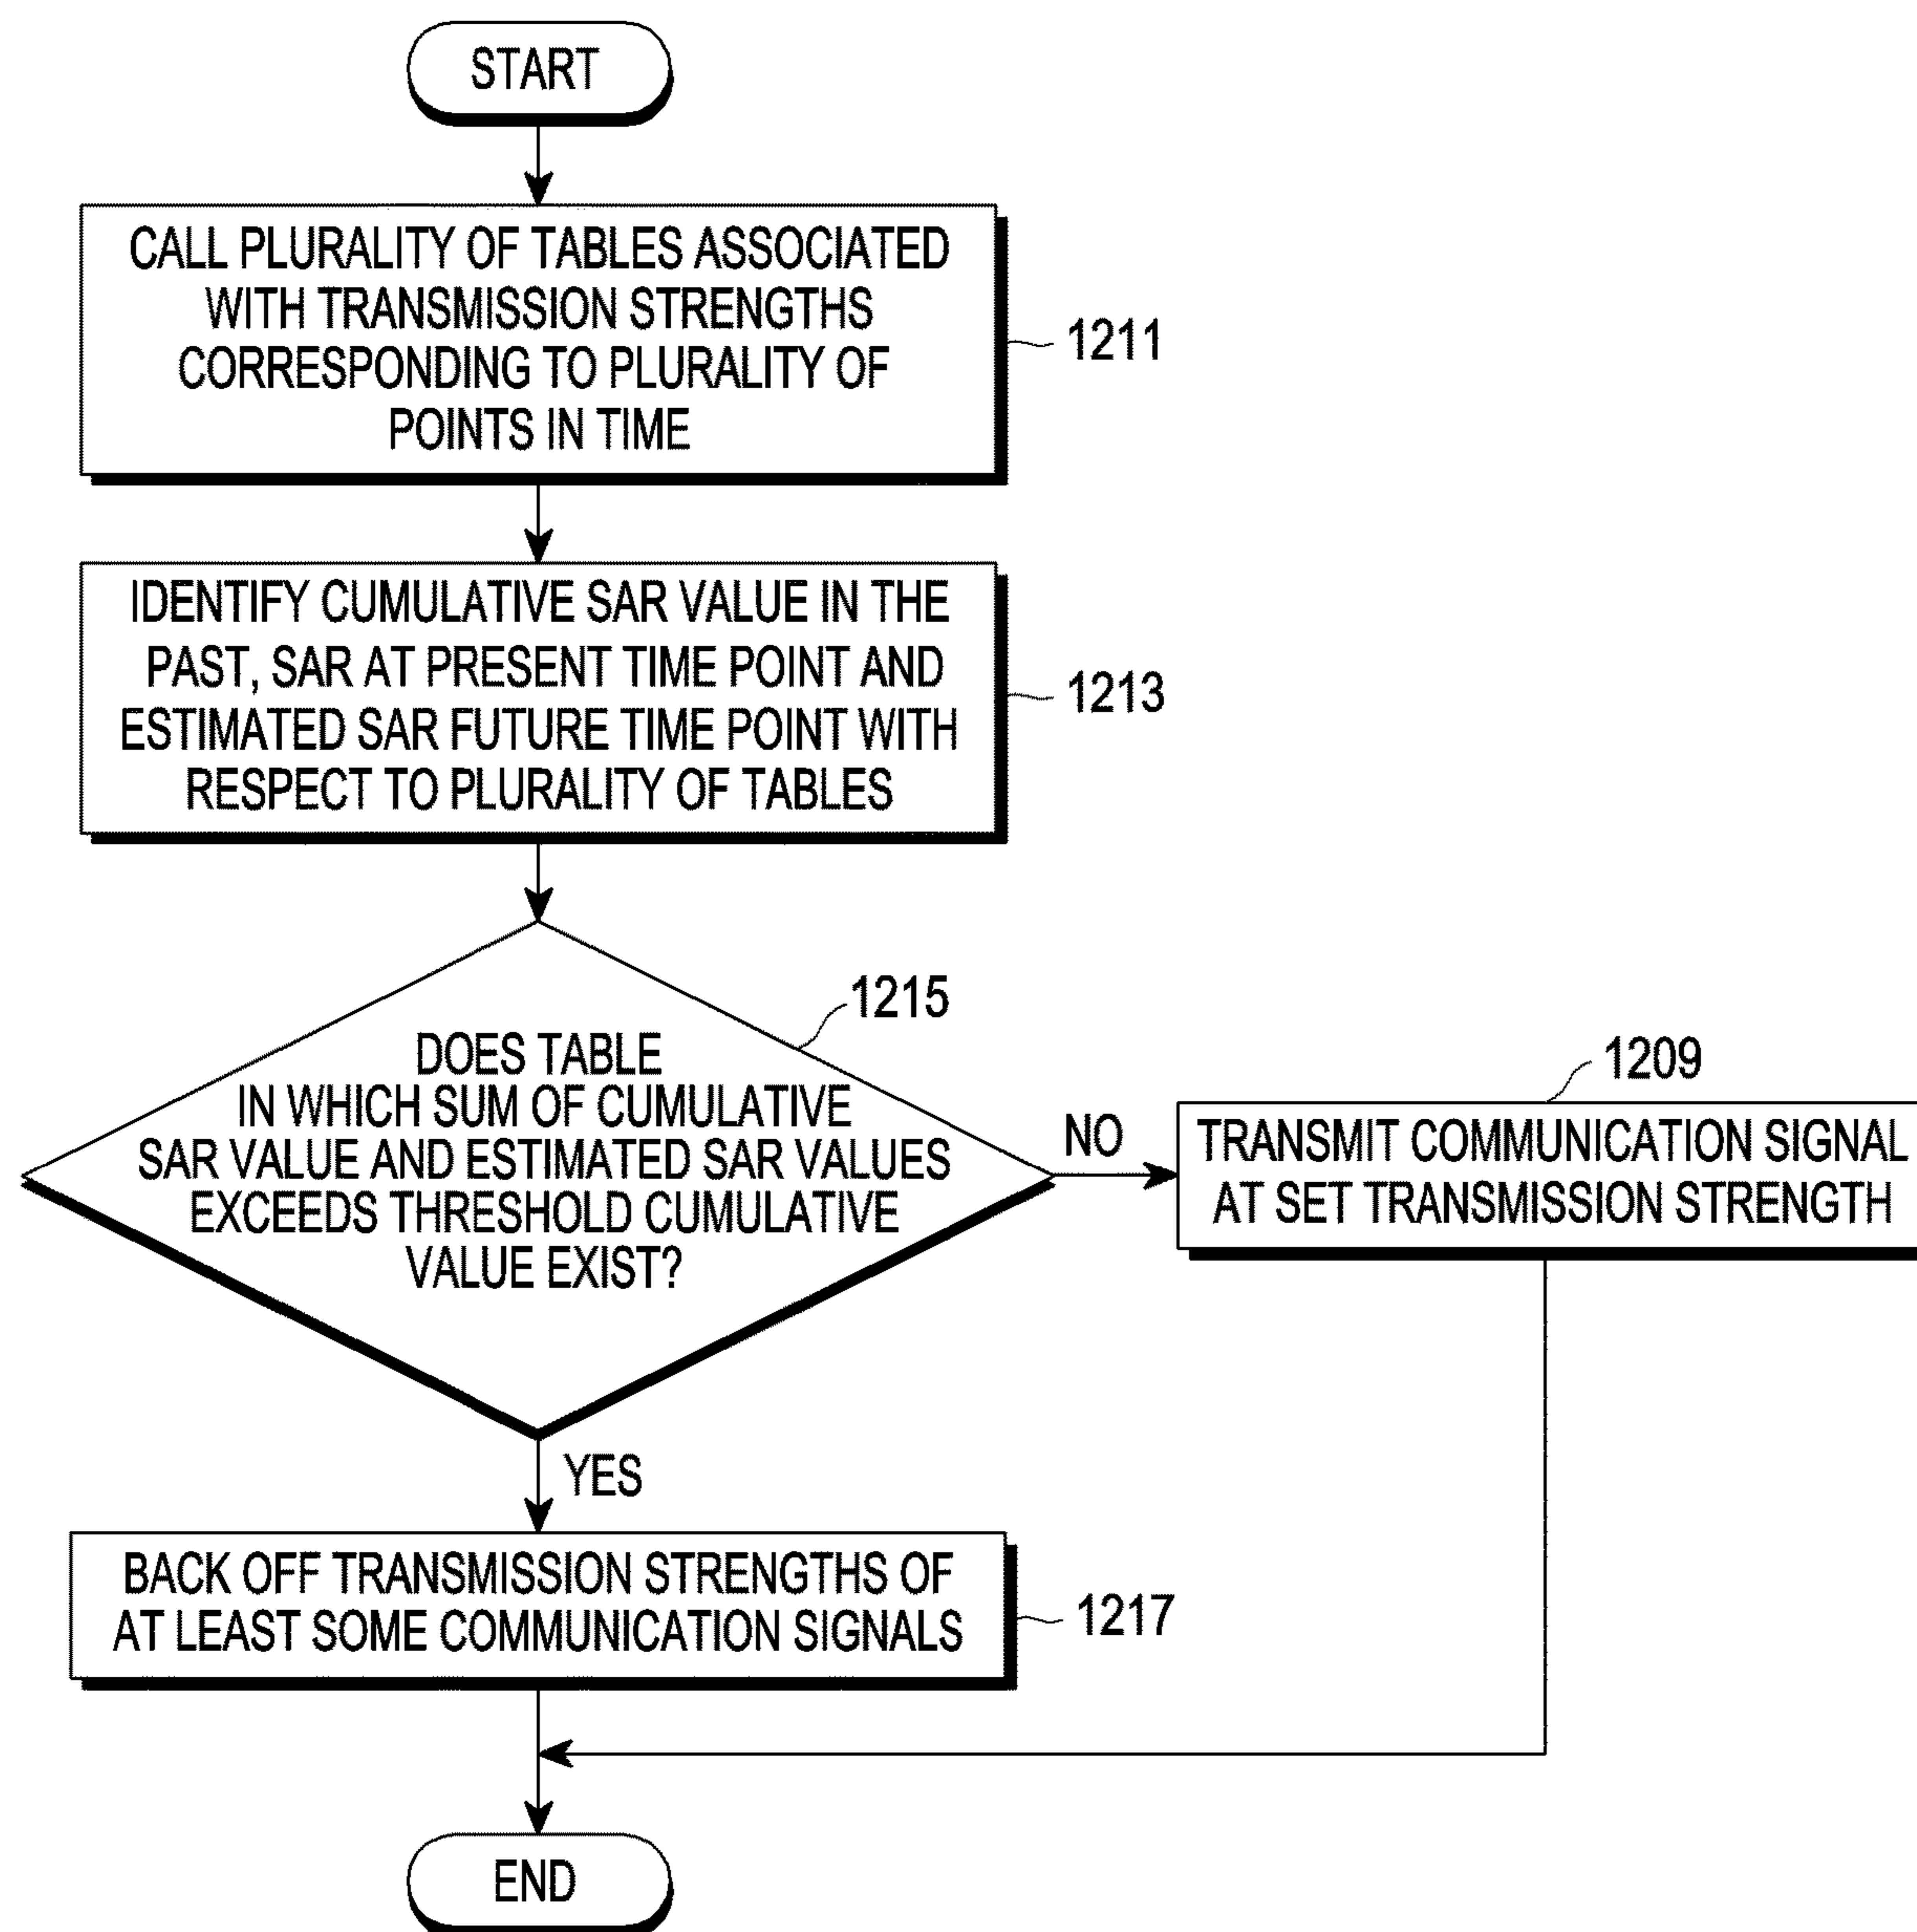 START
CALL PLURALITY OF TABLES ASSOCIATED
WITH TRANSMISSION STRENGTHS
CORRESPONDING TO PLURALITY OF
POINTS IN TIME
1211
IDENTIFY CUMULATIVE SAR VALUE IN THE
PAST, SAR AT PRESENT TIME POINT AND
ESTIMATED SAR FUTURE TIME POINT WITH
RESPECT TO PLURALITY OF TABLES
1213
1215
DOES TABLE
IN WHICH SUM OF CUMULATIVE
SAR VALUE AND ESTIMATED SAR VALUES
EXCEEDS THRESHOLD CUMULATIVE
VALUE EXIST?
NO
1209
TRANSMIT COMMUNICATION SIGNAL
AT SET TRANSMISSION STRENGTH
YES
BACK OFF TRANSMISSION STRENGTHS OF
AT LEAST SOME COMMUNICATION SIGNALS
1217
END